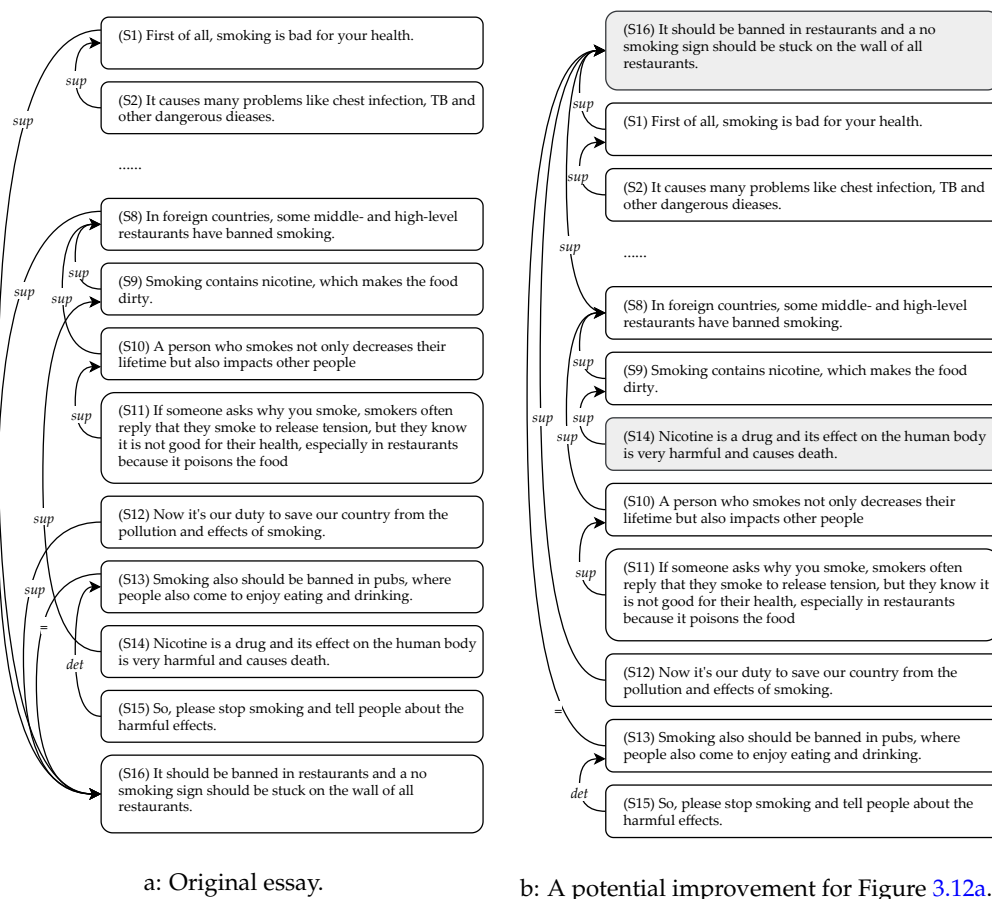 (S1) First of all, smoking is bad for your health.
sup
(S2) It causes many problems like chest infection, TB and
other dangerous dieases.
sup
......
(S8) In foreign countries, some middle- and high-level
restaurants have banned smoking.
sup
(S9) Smoking contains nicotine, which makes the food
dirty.
sup
sup
(S10) A person who smokes not only decreases their
lifetime but also impacts other people
(S11) If someone asks why you smoke, smokers often
reply that they smoke to release tension, but they know
it is not good for their health, especially in restaurants
because it poisons the food
sup
(S12) Now it's our duty to save our country from the
pollution and effects of smoking.
sup
(S13) Smoking also should be banned in pubs, where
people also come to enjoy eating and drinking.
sup
=
(S14) Nicotine is a drug and its effect on the human body
is very harmful and causes death.
det
(S15) So, please stop smoking and tell people about the
harmful effects.
(S16) It should be banned in restaurants and a no
smoking sign should be stuck on the wall of all
restaurants.
a: Original essay.
(S16) It should be banned in restaurants and a no
smoking sign should be stuck on the wall of all
restaurants.
sup
(S1) First of all, smoking is bad for your health.
sup
(S2) It causes many problems like chest infection, TB and
other dangerous dieases.
sup
......
(S8) In foreign countries, some middle- and high-level
restaurants have banned smoking.
sup
(S9) Smoking contains nicotine, which makes the food
dirty.
sup
sup
sup
(S14) Nicotine is a drug and its effect on the human body
is very harmful and causes death.
(S10) A person who smokes not only decreases their
lifetime but also impacts other people
sup
(S11) If someone asks why you smoke, smokers often
reply that they smoke to release tension, but they know it
is not good for their health, especially in restaurants
because it poisons the food
(S12) Now it's our duty to save our country from the
pollution and effects of smoking.
=
(S13) Smoking also should be banned in pubs, where
people also come to enjoy eating and drinking.
det
(S15) So, please stop smoking and tell people about the
harmful effects.
b: A potential improvement for Figure 3.12a.